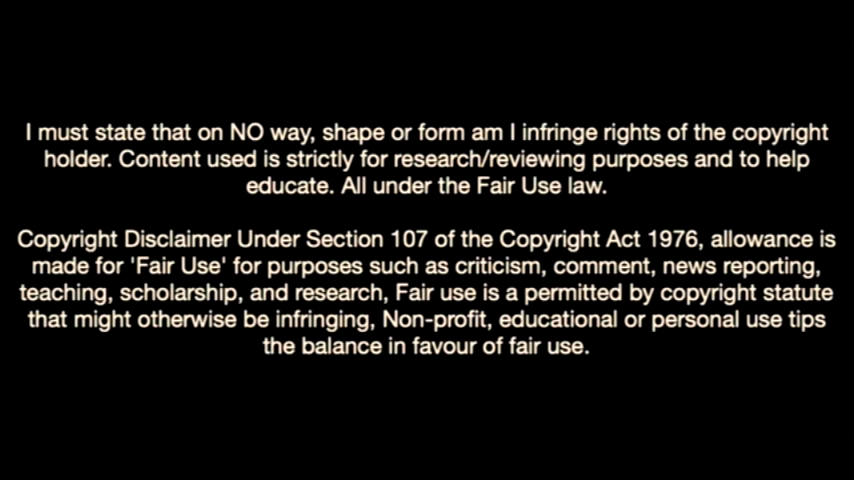 I must state that on NO way, shape or form am I infringe rights of the copyright
holder. Content used is strictly for research/reviewing purposes and to help
educate. All under the Fair Use law.
Copyright Disclaimer Under Section 107 of the Copyright Act 1976, allowance is
made for 'Fair Use' for purposes such as criticism, comment, news reporting,
teaching, scholarship, and research, Fair use is a permitted by copyright statute
that might otherwise be infringing, Non-profit, educational or personal use tips
the balance in favour of fair use.